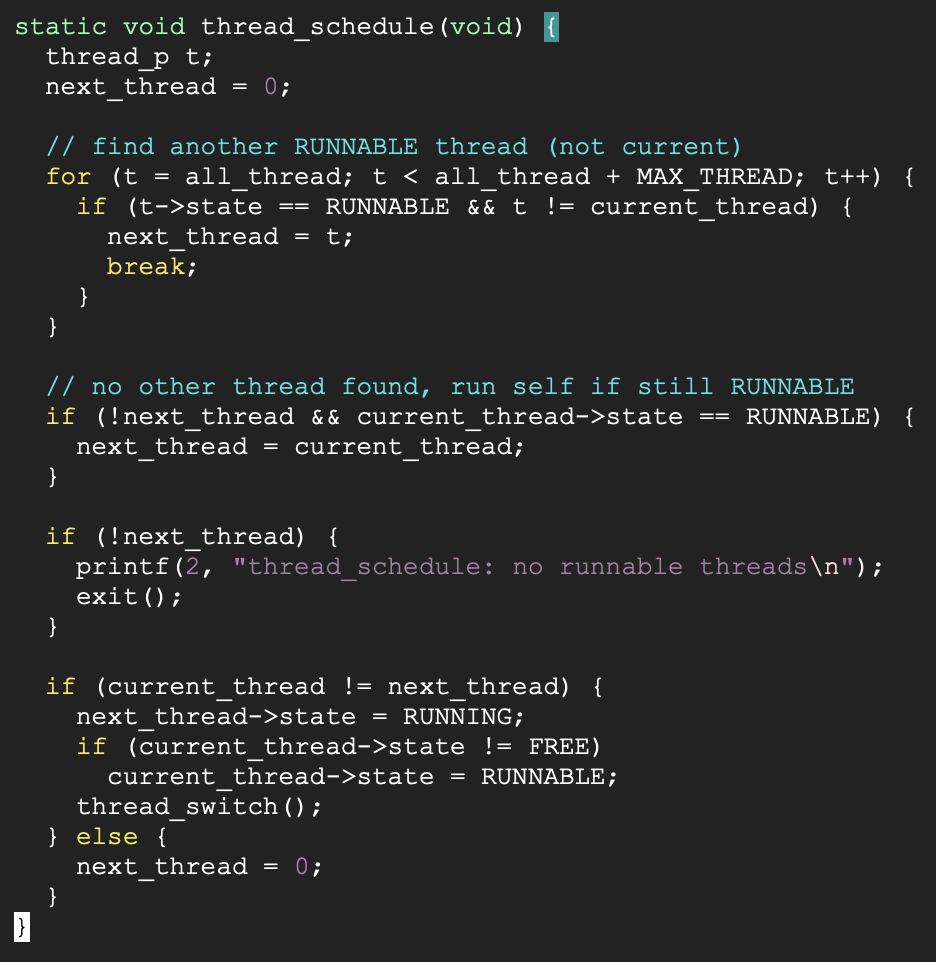 static void thread_schedule(void) {
  thread_p t;
  next_thread = 0;

  // find another RUNNABLE thread (not current)
  for (t = all_thread; t < all_thread + MAX_THREAD; t++) {
    if (t->state == RUNNABLE && t != current_thread) {
      next_thread = t;
      break;
    }
  }

  // no other thread found, run self if still RUNNABLE
  if (!next_thread && current_thread->state == RUNNABLE) {
    next_thread = current_thread;
  }

  if (!next_thread) {
    printf(2, "thread_schedule: no runnable threads\n");
    exit();
  }

  if (current_thread != next_thread) {
    next_thread->state = RUNNING;
    if (current_thread->state != FREE)
      current_thread->state = RUNNABLE;
    thread_switch();
  } else {
    next_thread = 0;
  }
}